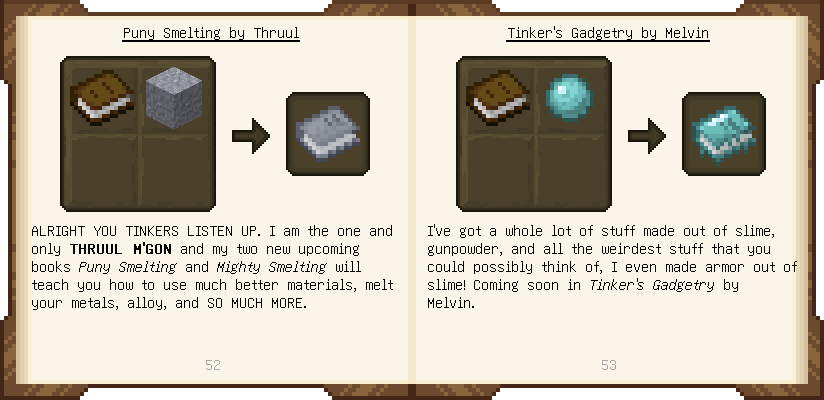 Puny Smelting by Thruul
ALRIGHT YOU TINKERS LISTEN UP. I am the one and
only THRUUL M'GON and my two new upcoming
books Puny Smelting and Mighty Smelting will
teach you how to use much better materials, melt
your metals, alloy, and SO MUCH MORE.
52
Tinker's Gadgetry by Melvin
I've got a whole lot of stuff made out of slime,
gunpowder, and all the weirdest stuff that you
could possibly think of, I even made armor out of
slime! Coming soon in Tinker's Gadgetry by
Melvin.
53